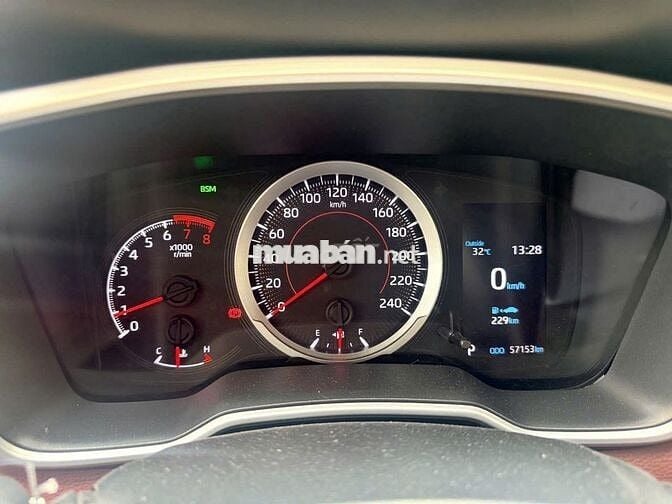 BSM
0 1 2 3 4 5 6 7 8
x1000
r/min
C H
0 20 60 80 100 120 140 160 180 200 220 240
km/h
muaban.net
E F
Outside
32°C 13:28
0 km/h
229km
P ODO 57153km